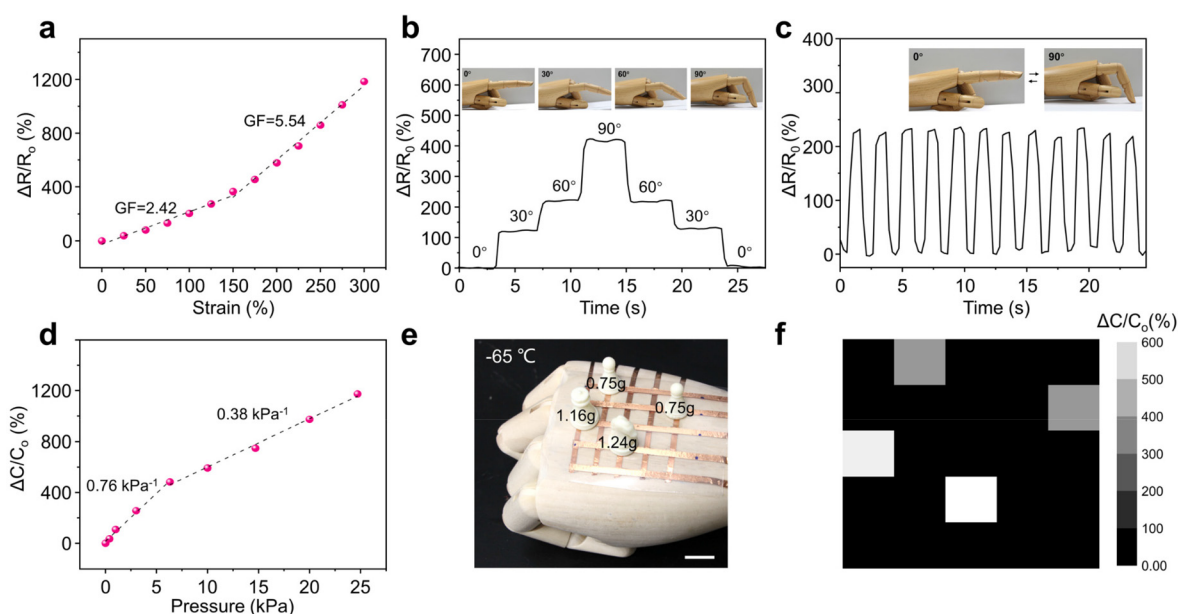 a
ΔR/Rₒ (%)
1200
800
400
0
GF=5.54
GF=2.42
0 50 100 150 200 250 300
Strain (%)
b
ΔR/R₀ (%)
700
600
500
400
300
200
100
0
0° 30° 60° 90°
90°
60° 60°
30° 30°
0° 0°
0 5 10 15 20 25
Time (s)
c
ΔR/R₀ (%)
400
300
200
100
0
0° 90°
0 5 10 15 20
Time (s)
d
ΔC/Cₒ (%)
1200
800
400
0
0.38 kPa⁻¹
0.76 kPa⁻¹
0 5 10 15 20 25
Pressure (kPa)
e
-65 ℃
0.75g
0.75g
1.16g
1.24g
f
ΔC/Cₒ(%)
600
500
400
300
200
100
0.00